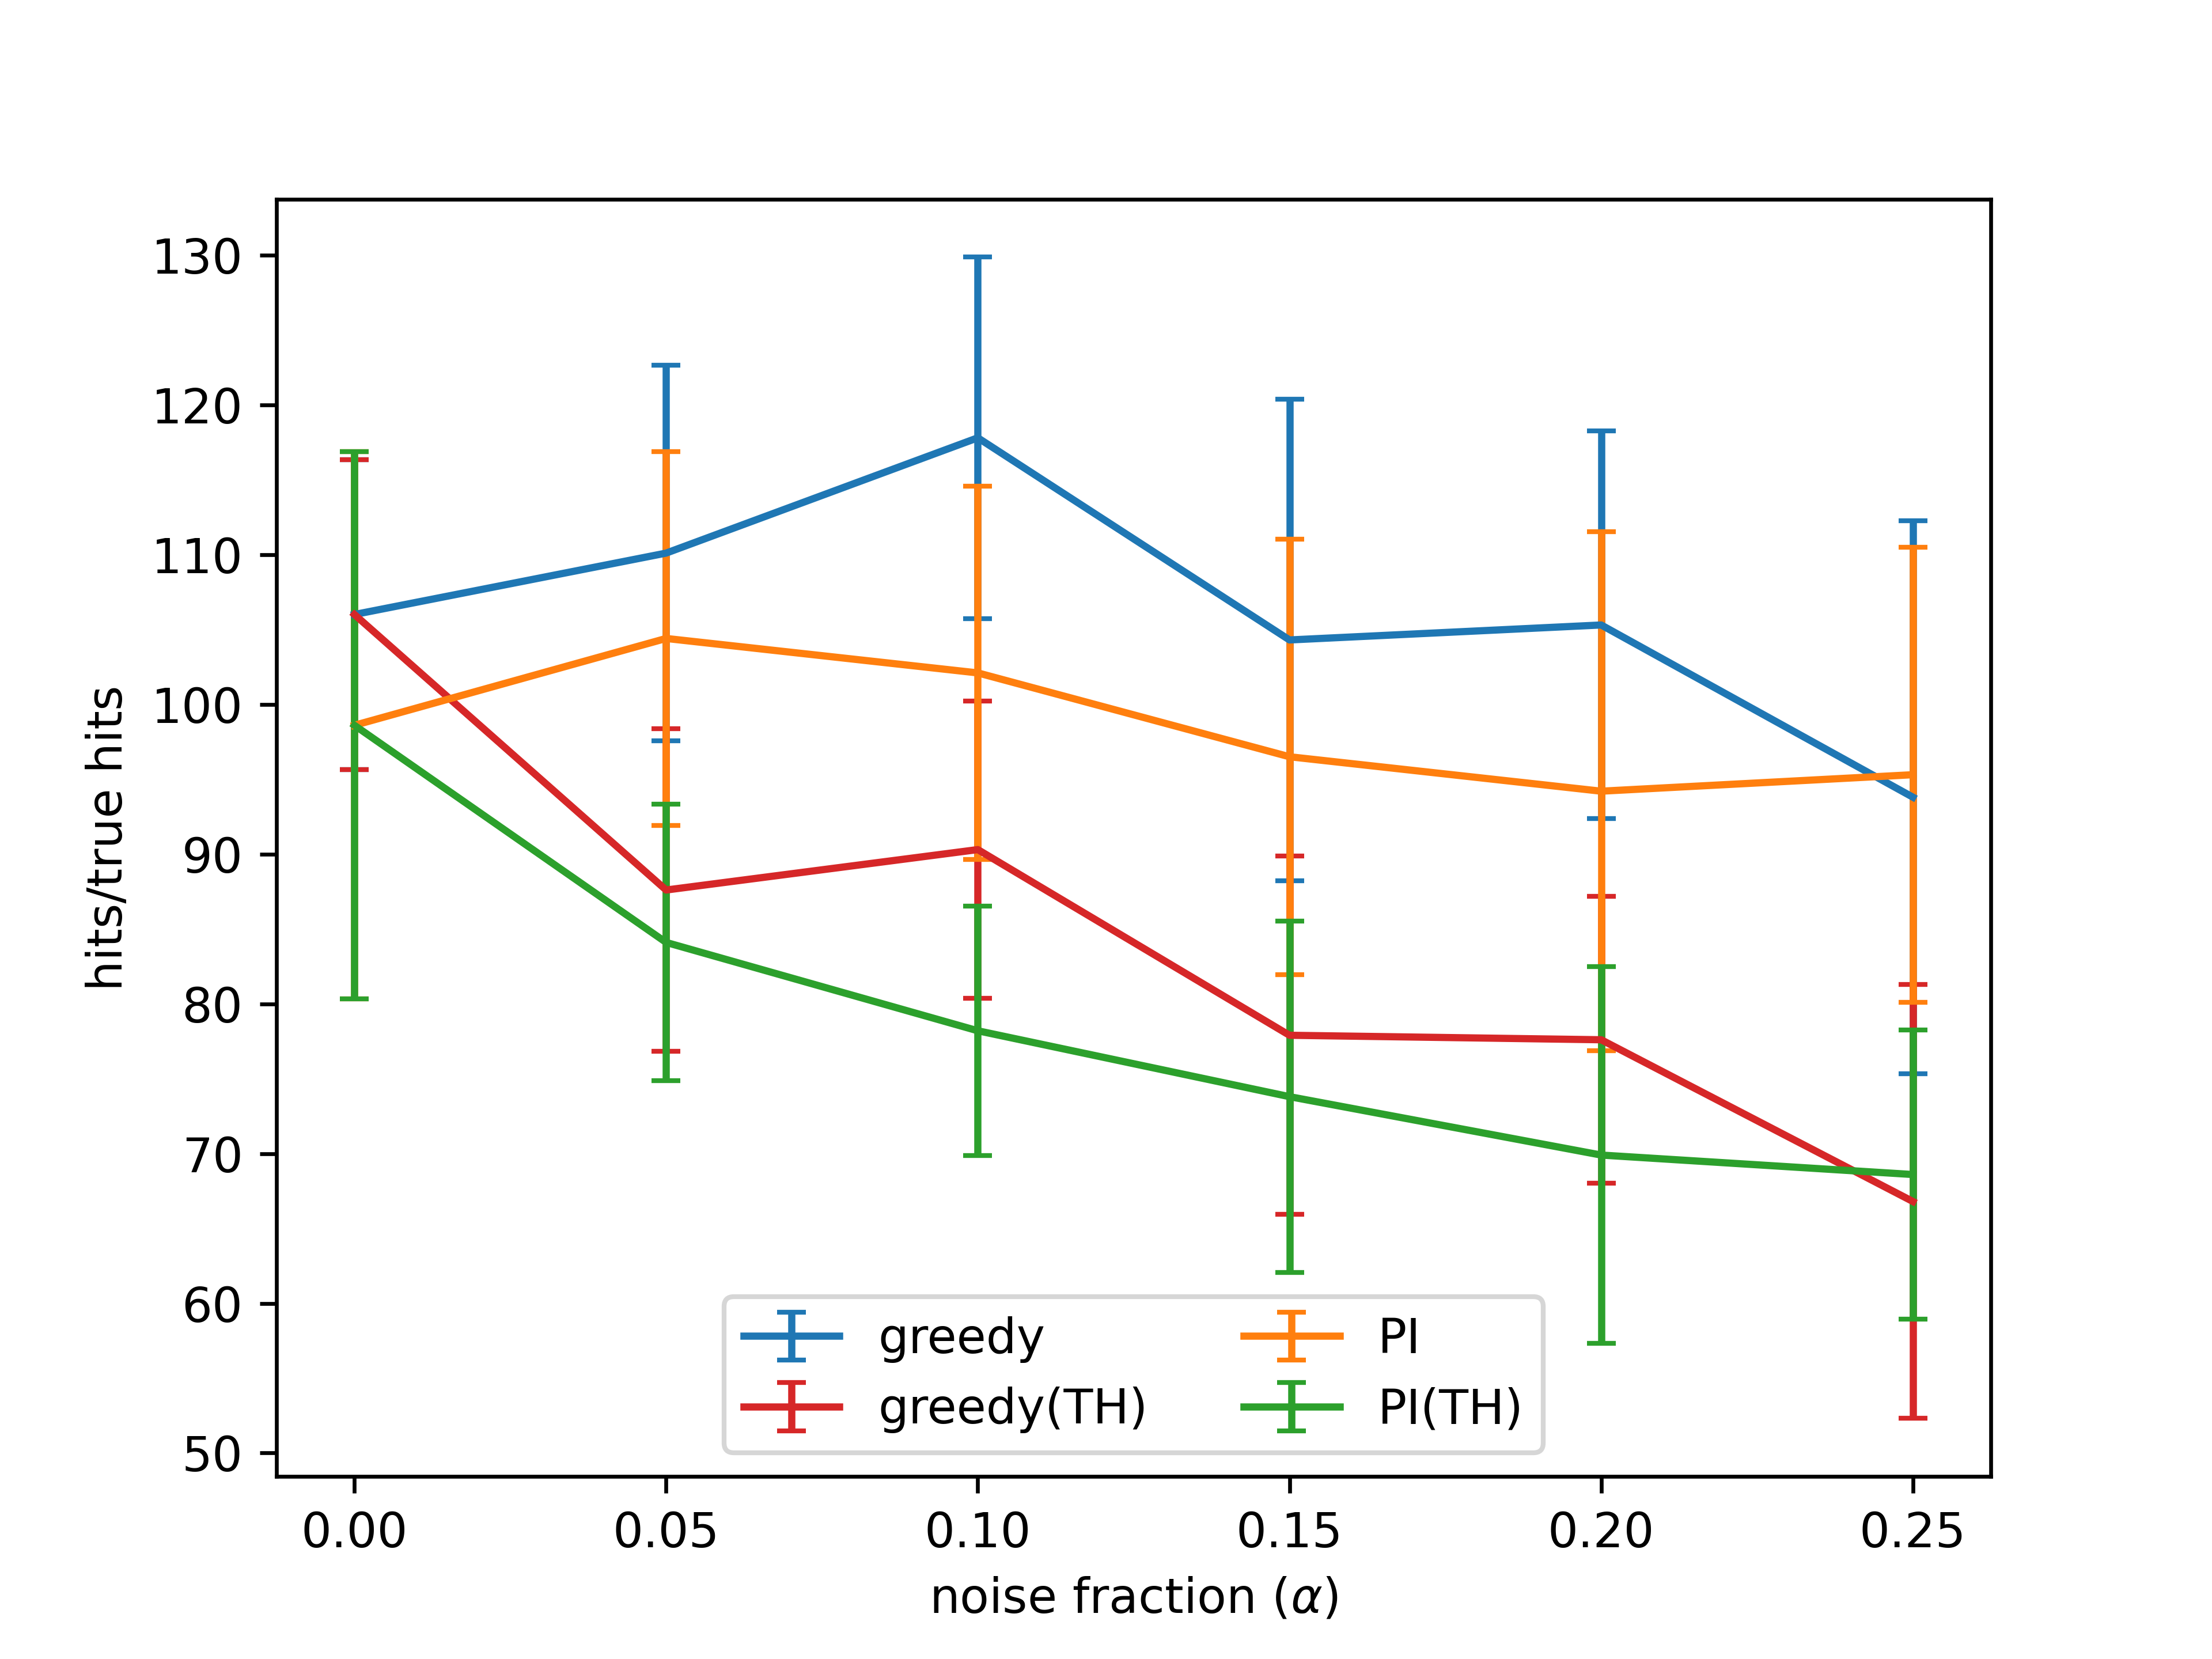 130
120
110
100
90
80
70
60
50
hits/true hits
greedy
greedy(TH)
PI
PI(TH)
0.00 0.05 0.10 0.15 0.20 0.25
noise fraction (α)